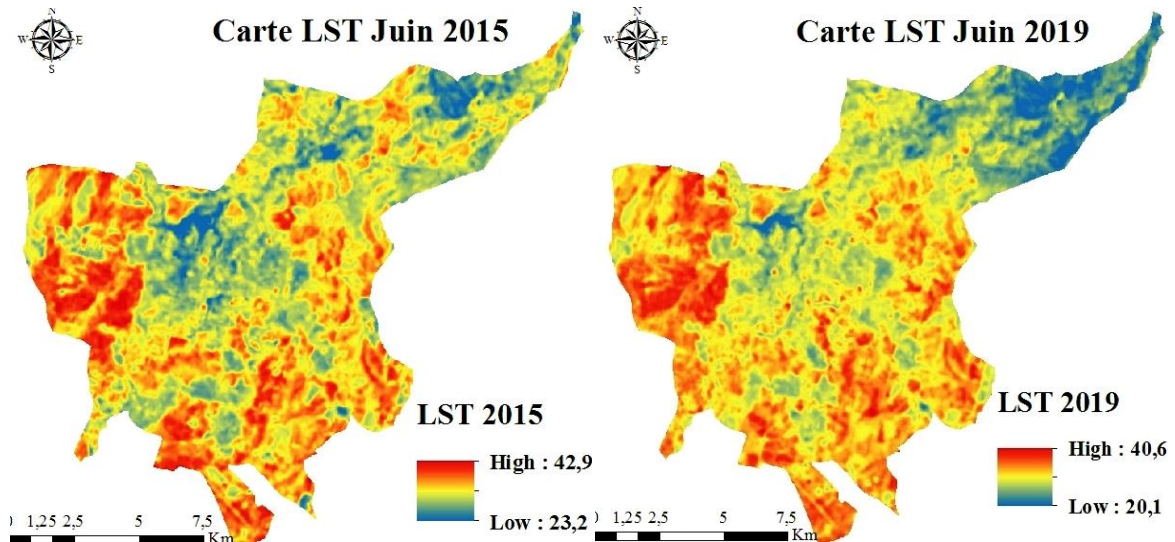 N
W E
S
Carte LST Juin 2015
LST 2015
High : 42,9
Low : 23,2
0 1,25 2,5 5 7,5
Km
N
W E
S
Carte LST Juin 2019
LST 2019
High : 40,6
Low : 20,1
0 1,25 2,5 5 7,5
Km